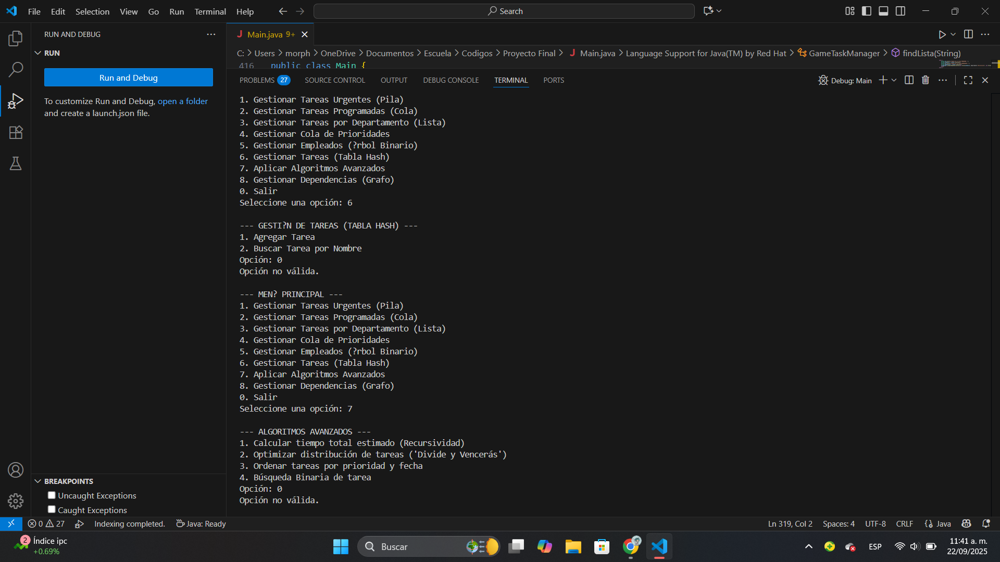 File Edit Selection View Go Run Terminal Help
Search
RUN AND DEBUG
RUN
Run and Debug
To customize Run and Debug, open a folder
and create a launch.json file.
BREAKPOINTS
Uncaught Exceptions
Caught Exceptions
Main.java 9+
C: > Users > morph > OneDrive > Documentos > Escuela > Codigos > Proyecto Final > Main.java > Language Support for Java(TM) by Red Hat > GameTaskManager > findLista(String)
416 public class Main {
PROBLEMS 27 SOURCE CONTROL OUTPUT DEBUG CONSOLE TERMINAL PORTS
Debug: Main
1. Gestionar Tareas Urgentes (Pila)
2. Gestionar Tareas Programadas (Cola)
3. Gestionar Tareas por Departamento (Lista)
4. Gestionar Cola de Prioridades
5. Gestionar Empleados (?rbol Binario)
6. Gestionar Tareas (Tabla Hash)
7. Aplicar Algoritmos Avanzados
8. Gestionar Dependencias (Grafo)
0. Salir
Seleccione una opción: 6
--- GESTI?N DE TAREAS (TABLA HASH) ---
1. Agregar Tarea
2. Buscar Tarea por Nombre
Opción: 0
Opción no válida.
--- MEN? PRINCIPAL ---
1. Gestionar Tareas Urgentes (Pila)
2. Gestionar Tareas Programadas (Cola)
3. Gestionar Tareas por Departamento (Lista)
4. Gestionar Cola de Prioridades
5. Gestionar Empleados (?rbol Binario)
6. Gestionar Tareas (Tabla Hash)
7. Aplicar Algoritmos Avanzados
8. Gestionar Dependencias (Grafo)
0. Salir
Seleccione una opción: 7
--- ALGORITMOS AVANZADOS ---
1. Calcular tiempo total estimado (Recursividad)
2. Optimizar distribución de tareas ('Divide y Vencerás')
3. Ordenar tareas por prioridad y fecha
4. Búsqueda Binaria de tarea
Opción: 0
Opción no válida.
0 27 Indexing completed. Java: Ready
Ln 319, Col 2 Spaces: 4 UTF-8 CRLF Java
2 Índice ipc
+0.69%
Buscar
ESP
11:41 a. m.
22/09/2025